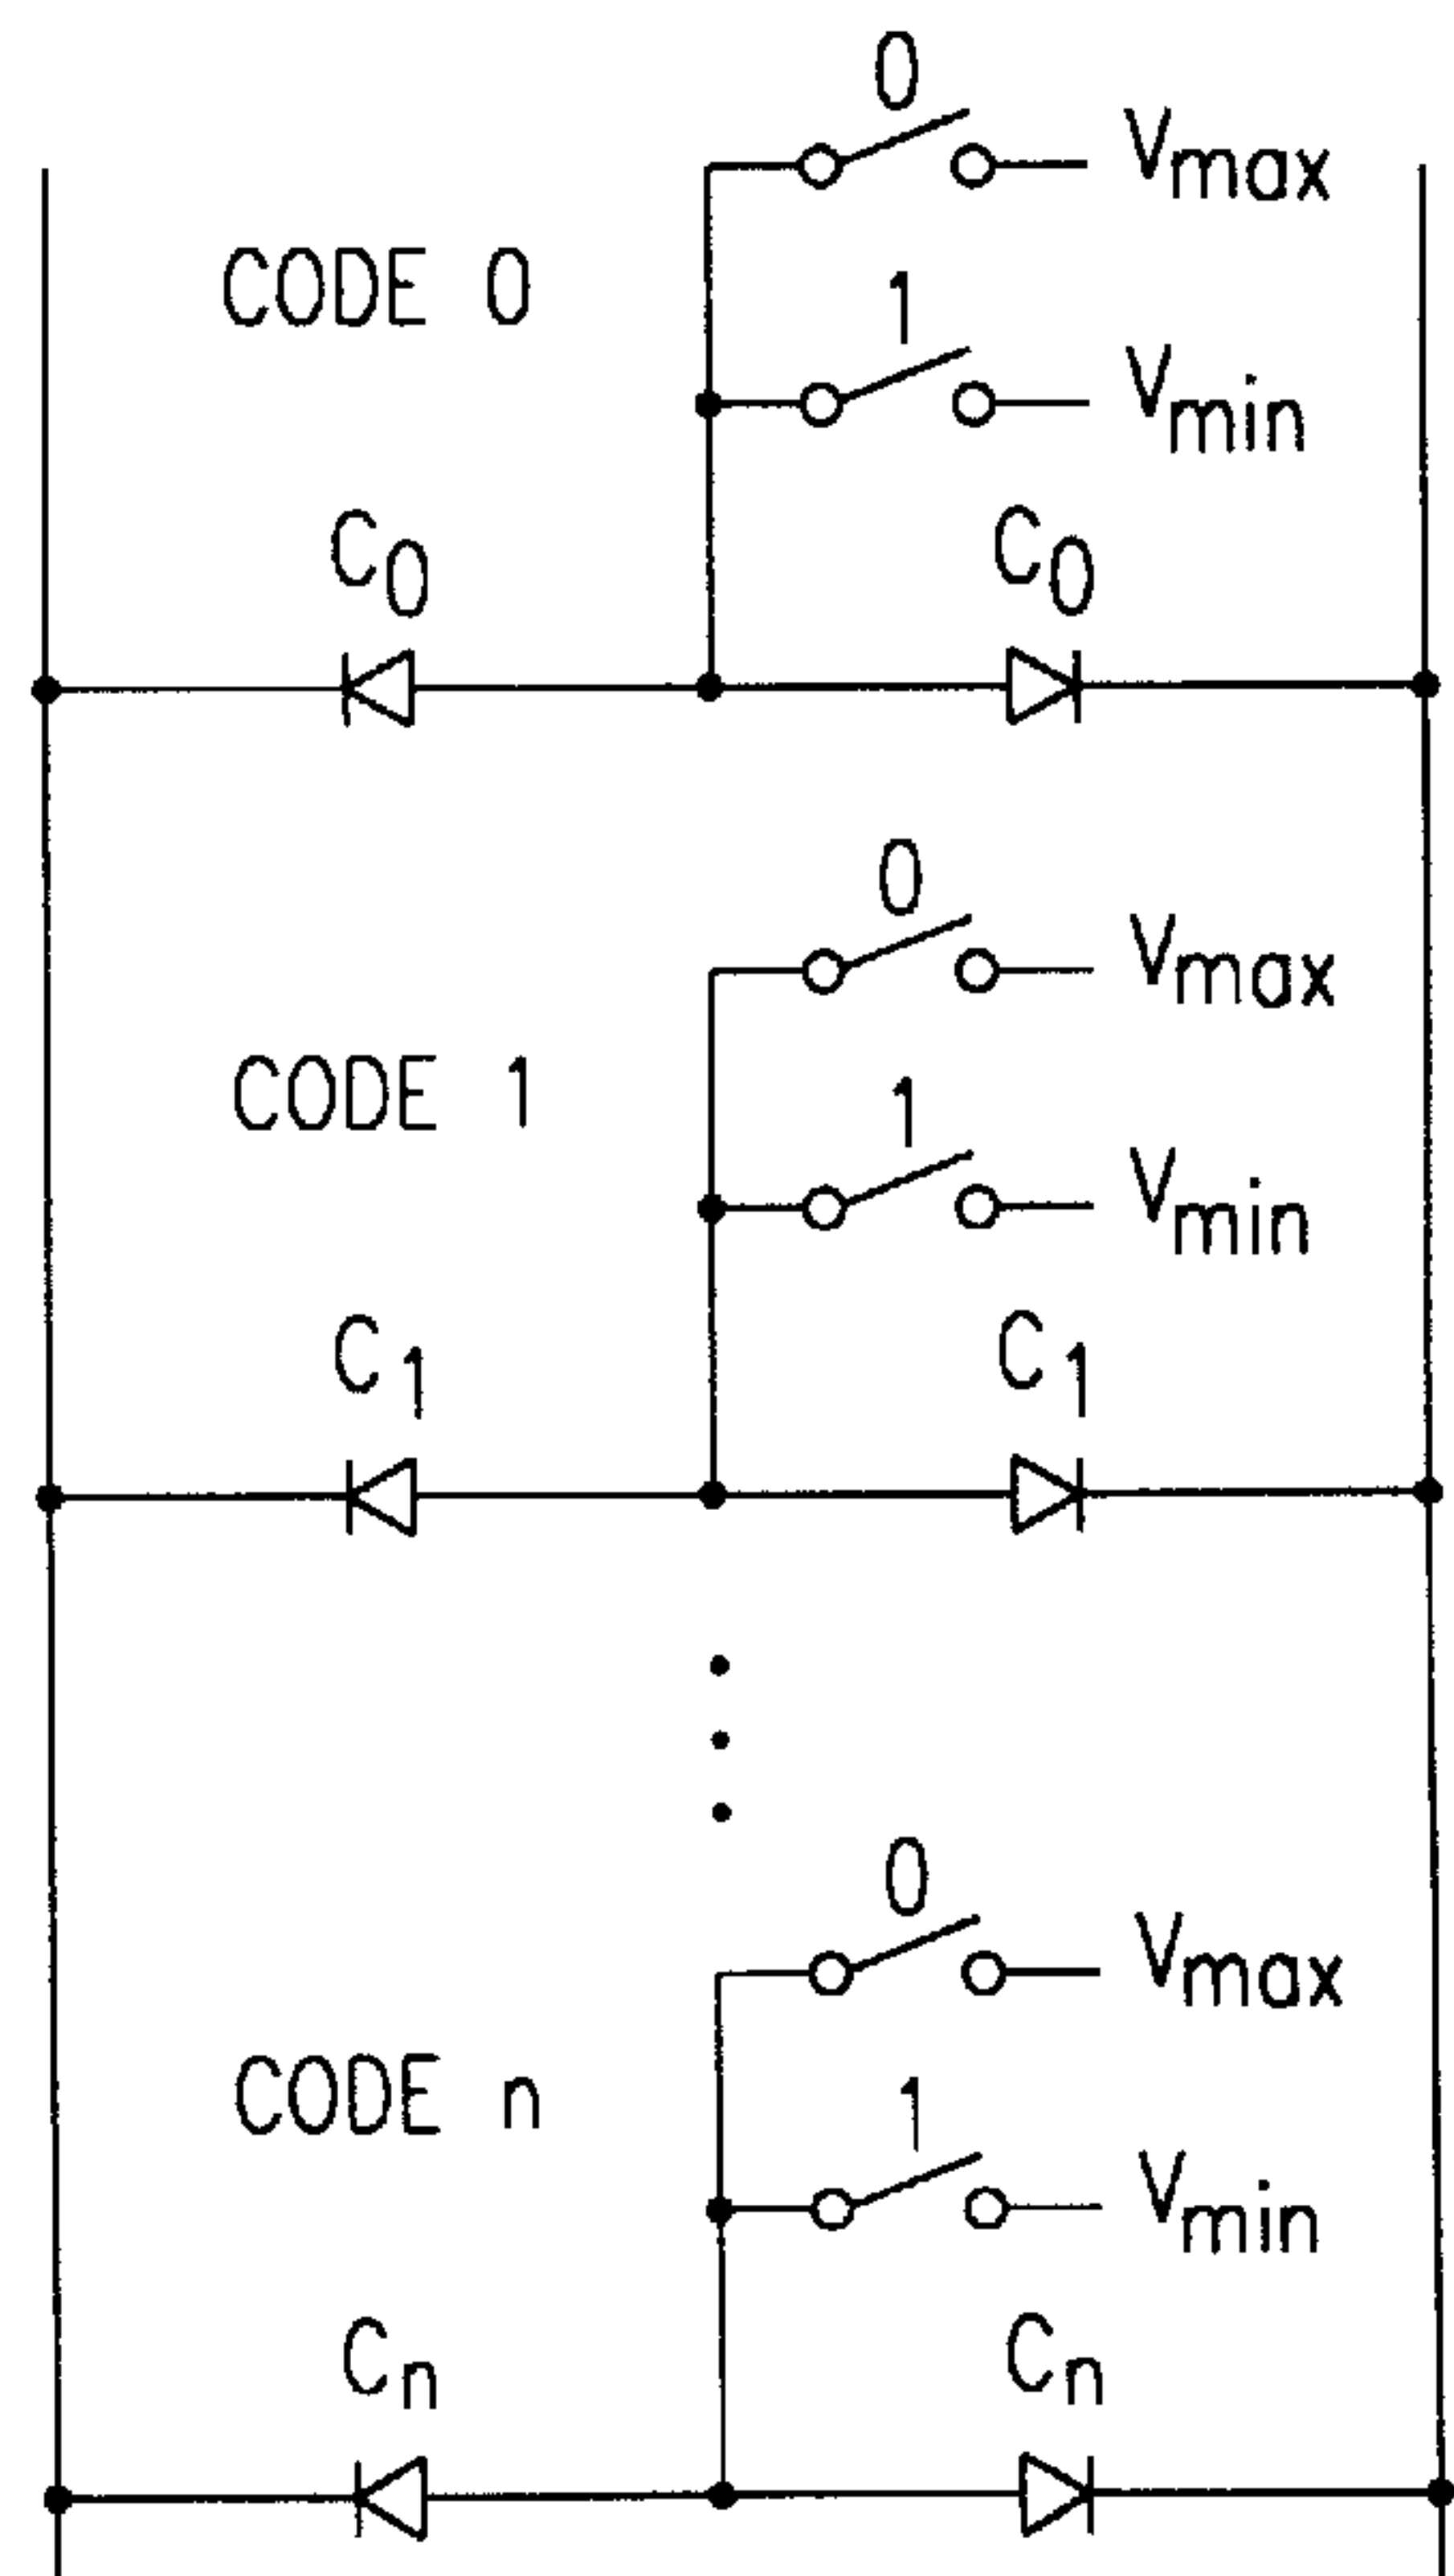 0
Vmax
CODE 0
1
Vmin
C0 C0
0
Vmax
CODE 1
1
Vmin
C1 C1
0
Vmax
CODE n
1
Vmin
Cn Cn